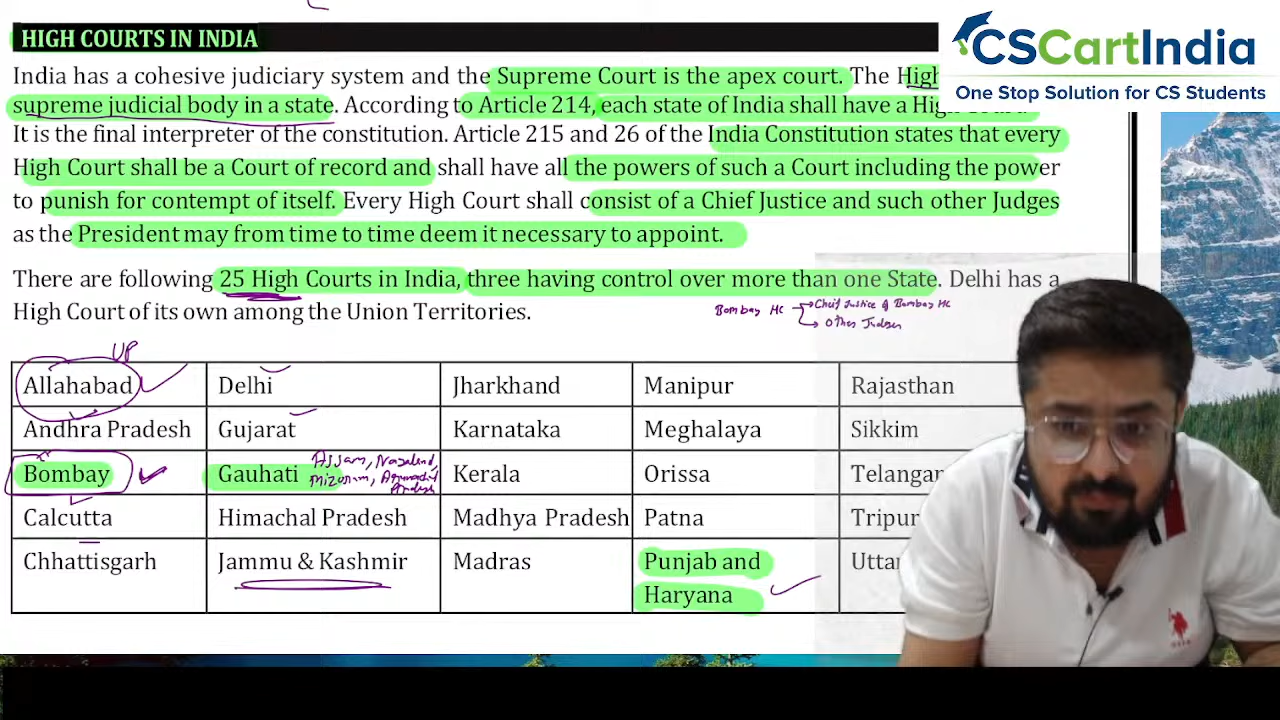 HIGH COURTS IN INDIA
CSCartIndia
One Stop Solution for CS Students
India has a cohesive judiciary system and the Supreme Court is the apex court. The High
supreme judicial body in a state. According to Article 214, each state of India shall have a High
It is the final interpreter of the constitution. Article 215 and 26 of the India Constitution states that every
High Court shall be a Court of record and shall have all the powers of such a Court including the power
to punish for contempt of itself. Every High Court shall consist of a Chief Justice and such other Judges
as the President may from time to time deem it necessary to appoint.
There are following 25 High Courts in India, three having control over more than one State. Delhi has a
High Court of its own among the Union Territories.
Bombay HC Chief Justice of Bombay HC
Other Judges
UP
Allahabad Delhi Jharkhand Manipur Rajasthan
Andhra Pradesh Gujarat Karnataka Meghalaya Sikkim
Bombay Gauhati Assam, Nagaland, Mizoram, Arunachal Pradesh Kerala Orissa Telangan
Calcutta Himachal Pradesh Madhya Pradesh Patna Tripur
Chhattisgarh Jammu & Kashmir Madras Punjab and Haryana Uttar